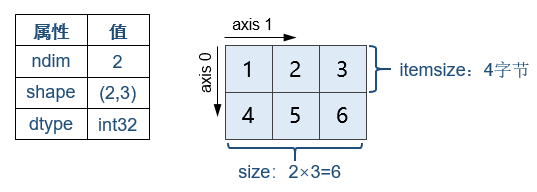 属性 值
ndim 2
shape (2,3)
dtype int32
axis 1
axis 0
1 2 3
4 5 6
itemsize：4字节
size：2×3=6